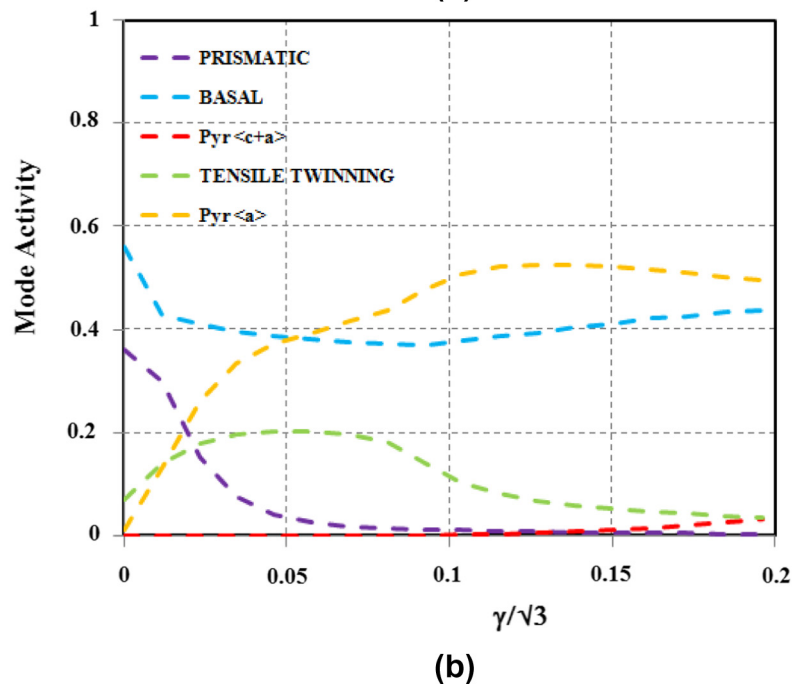 1
PRISMATIC
BASAL
0.8
Pyr <c+a>
TENSILE TWINNING
Pyr <a>
0.6
Mode Activity
0.4
0.2
0
0 0.05 0.1 0.15 0.2
γ/√3
(b)